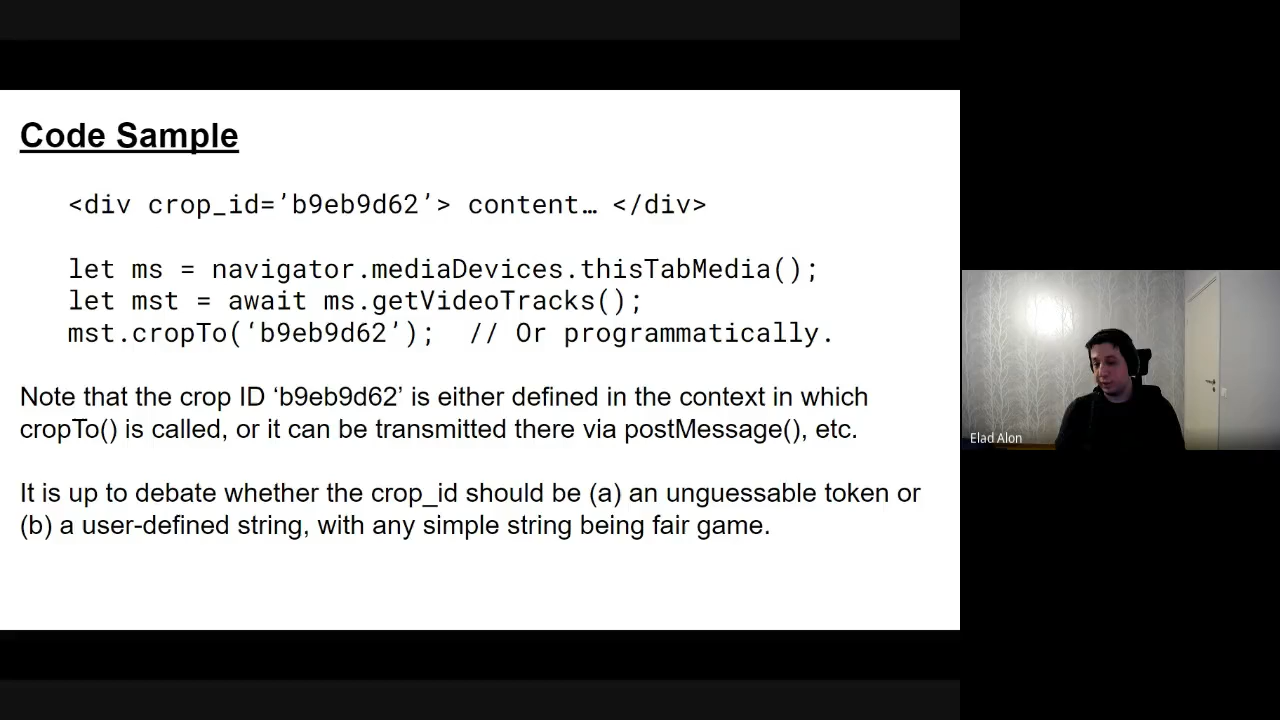 Code Sample
<div crop_id=’b9eb9d62’> content… </div>
let ms = navigator.mediaDevices.thisTabMedia();
let mst = await ms.getVideoTracks();
mst.cropTo(‘b9eb9d62’);  // Or programmatically.
Note that the crop ID ‘b9eb9d62’ is either defined in the context in which
cropTo() is called, or it can be transmitted there via postMessage(), etc.
It is up to debate whether the crop_id should be (a) an unguessable token or
(b) a user-defined string, with any simple string being fair game.
Elad Alon